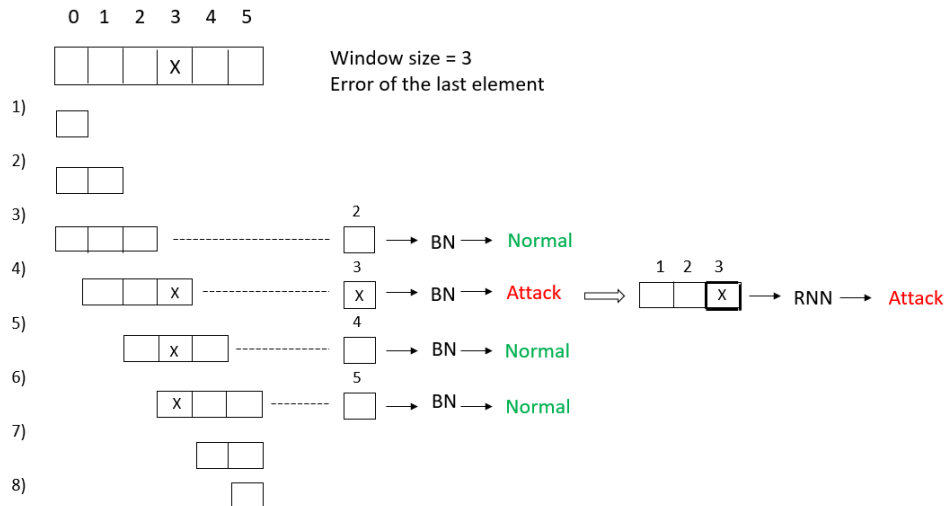 0 1 2 3 4 5
X
Window size = 3
Error of the last element
1)
2)
3)
2
BN
Normal
4)
X
3
X
BN
Attack
1 2 3
X
RNN
Attack
5)
X
4
BN
Normal
6)
X
5
BN
Normal
7)
8)